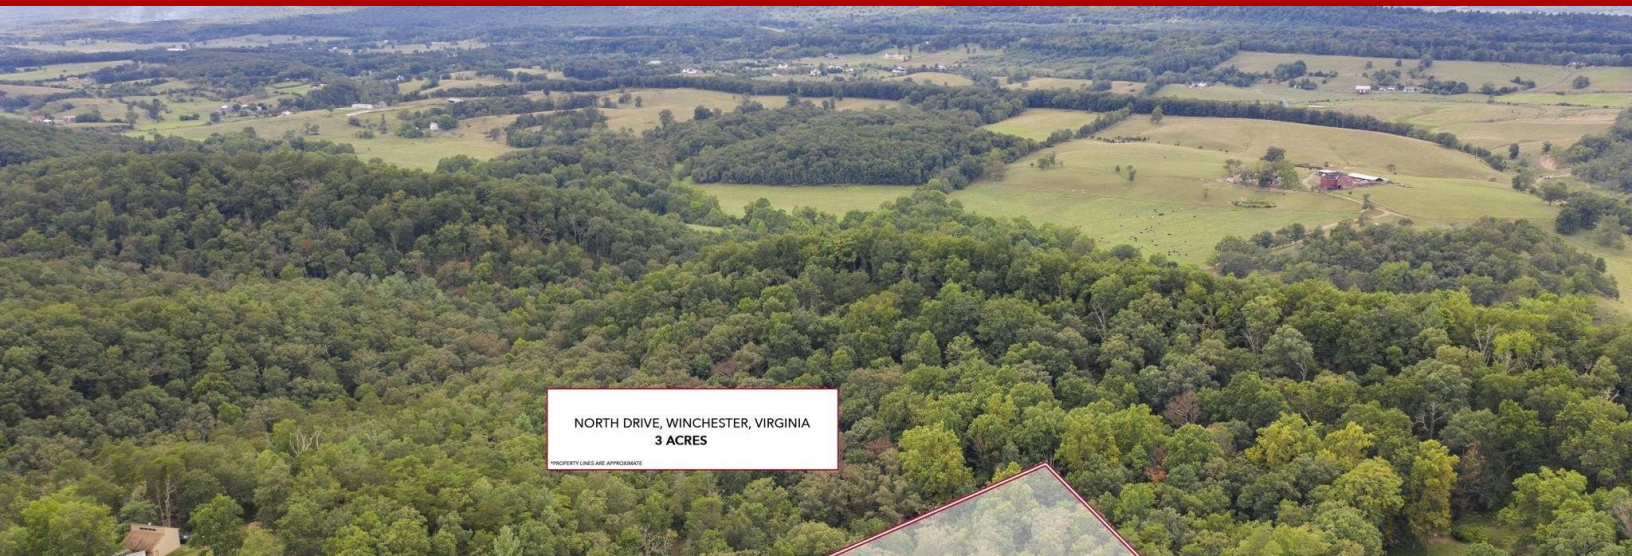 NORTH DRIVE, WINCHESTER, VIRGINIA
3 ACRES
*PROPERTY LINES ARE APPROXIMATE